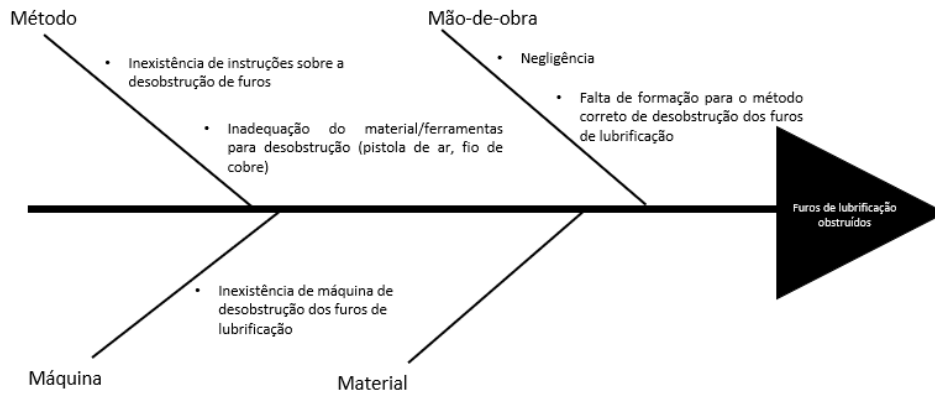 Método
Mão-de-obra
• Inexistência de instruções sobre a
desobstrução de furos
• Negligência
• Inadequação do material/ferramentas
para desobstrução (pistola de ar, fio de
cobre)
• Falta de formação para o método
correto de desobstrução dos furos
de lubrificação
Furos de lubrificação
obstruídos
• Inexistência de máquina de
desobstrução dos furos de
lubrificação
Máquina
Material